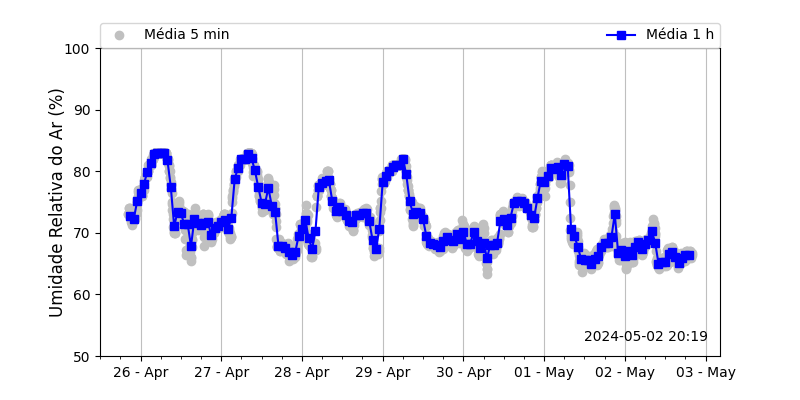 Média 5 min
Média 1 h
Umidade Relativa do Ar (%)
100
90
80
70
60
50
2024-05-02 20:19
26 - Apr
27 - Apr
28 - Apr
29 - Apr
30 - Apr
01 - May
02 - May
03 - May